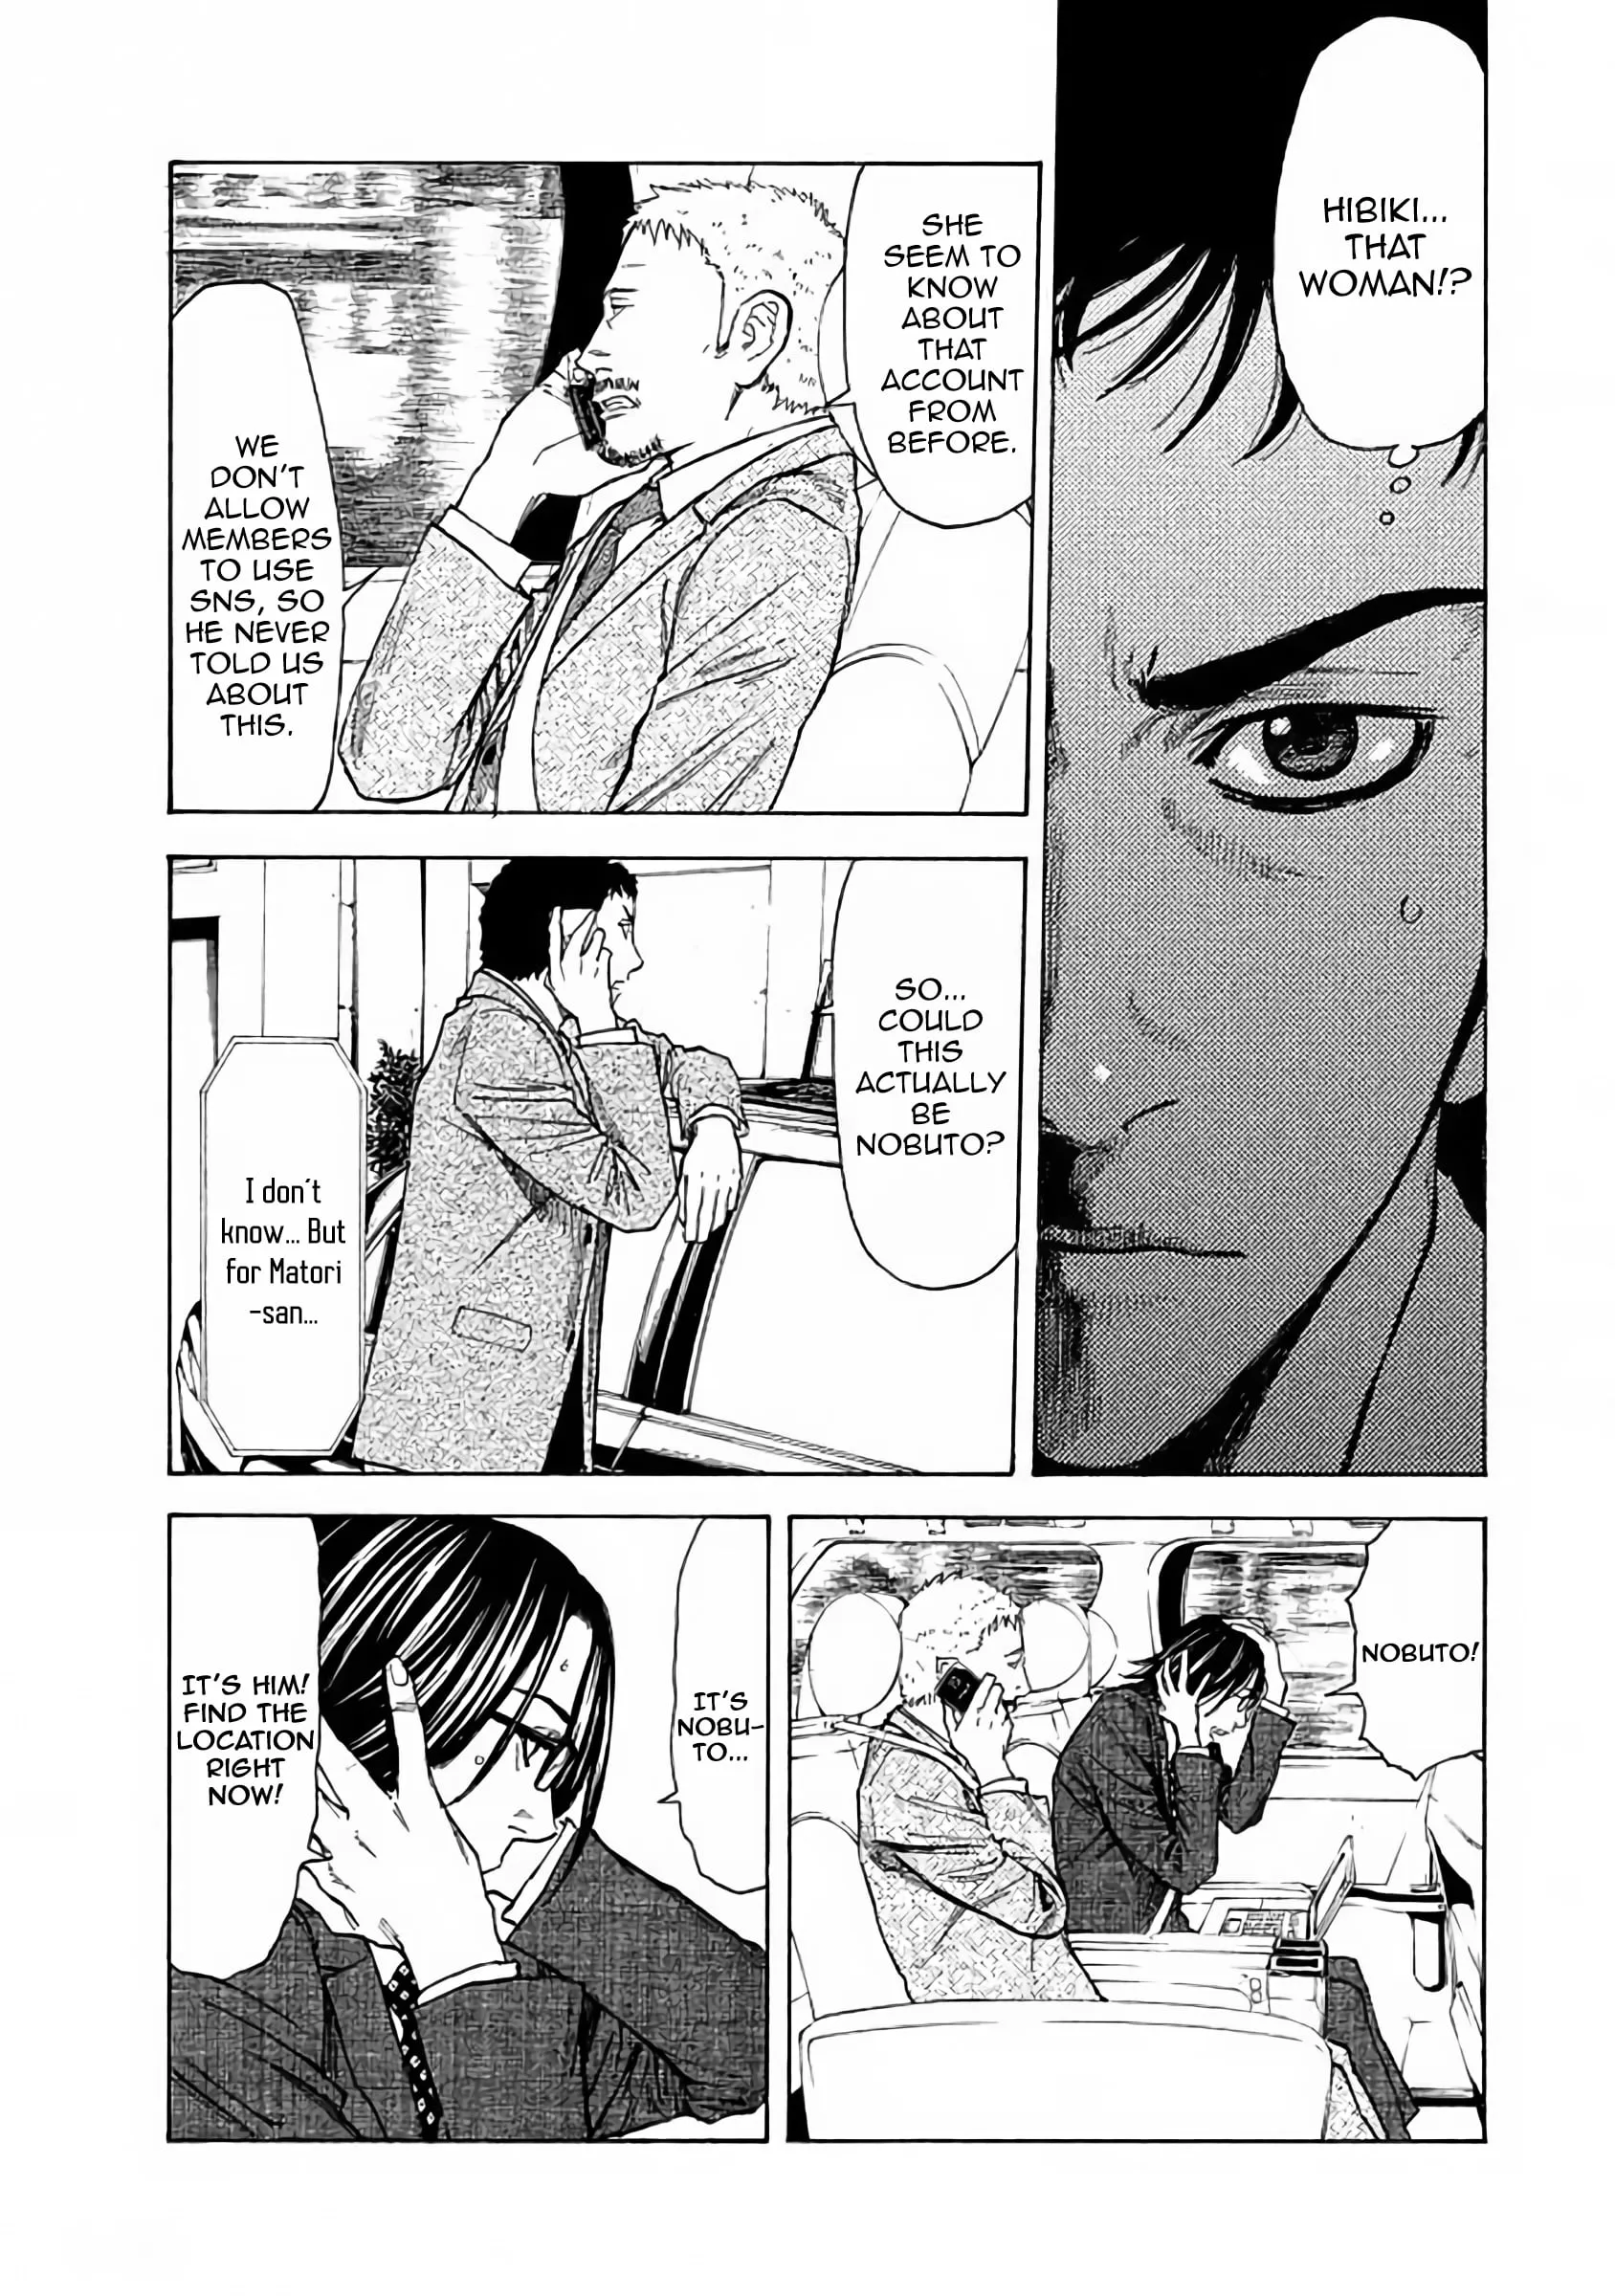 HIBIKI...
THAT
WOMAN!?
SHE
SEEM TO
KNOW
ABOUT
THAT
ACCOUNT
FROM
BEFORE.
WE
DON'T
ALLOW
MEMBERS
TO USE
SNS, SO
HE NEVER
TOLD US
ABOUT
THIS.
SO...
COULD
THIS
ACTUALLY
BE
NOBUTO?
I don't
know... But
for Matori
-san...
NOBUTO!
IT'S
NOBU-
TO...
IT'S HIM!
FIND THE
LOCATION
RIGHT
NOW!